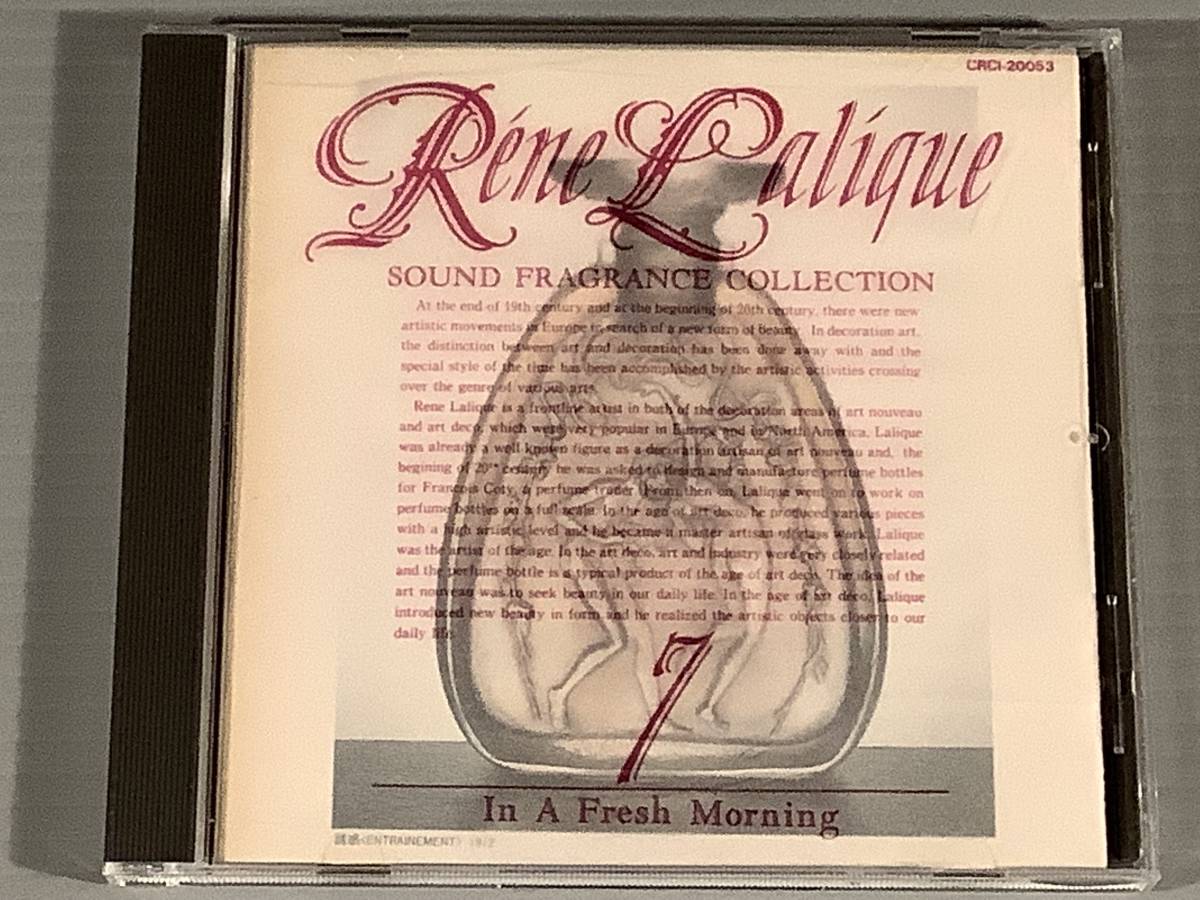 CRCI-20053
Réne Lalique
SOUND FRAGRANCE COLLECTION
At the end of 19th century and at the beginning of 20th century, there were new
artistic movements in Europe in search of a new form of beauty. In decoration art,
the distinction between art and decoration has been done away with and the
special style of the time has been accomplished by the artistic activities crossing
over the genre of various arts.
Rene Lalique is a frontline artist in both of the decoration areas of art nouveau
and art deco, which were very popular in Europe and in North America. Lalique
was already a well known figure as a decoration artisan of art nouveau and, the
begining of 20th century he was asked to design and manufacture perfume bottles
for Francois Coty, a perfume trader. From then on, Lalique went on to work on
perfume bottles on a full scale. In the age of art deco, he produced various pieces
with a high artistic level and he became a master artisan of glass work. Lalique
was the artist of the age. In the art deco, art and industry were very closely related
and the perfume bottle is a typical product of the age of art deco. The idea of the
art nouveau was to seek beauty in our daily life. In the age of art deco, Lalique
introduced new beauty in form and he realized the artistic objects closer to our
daily life.
7
In A Fresh Morning
誘惑〈ENTRAINEMENT〉